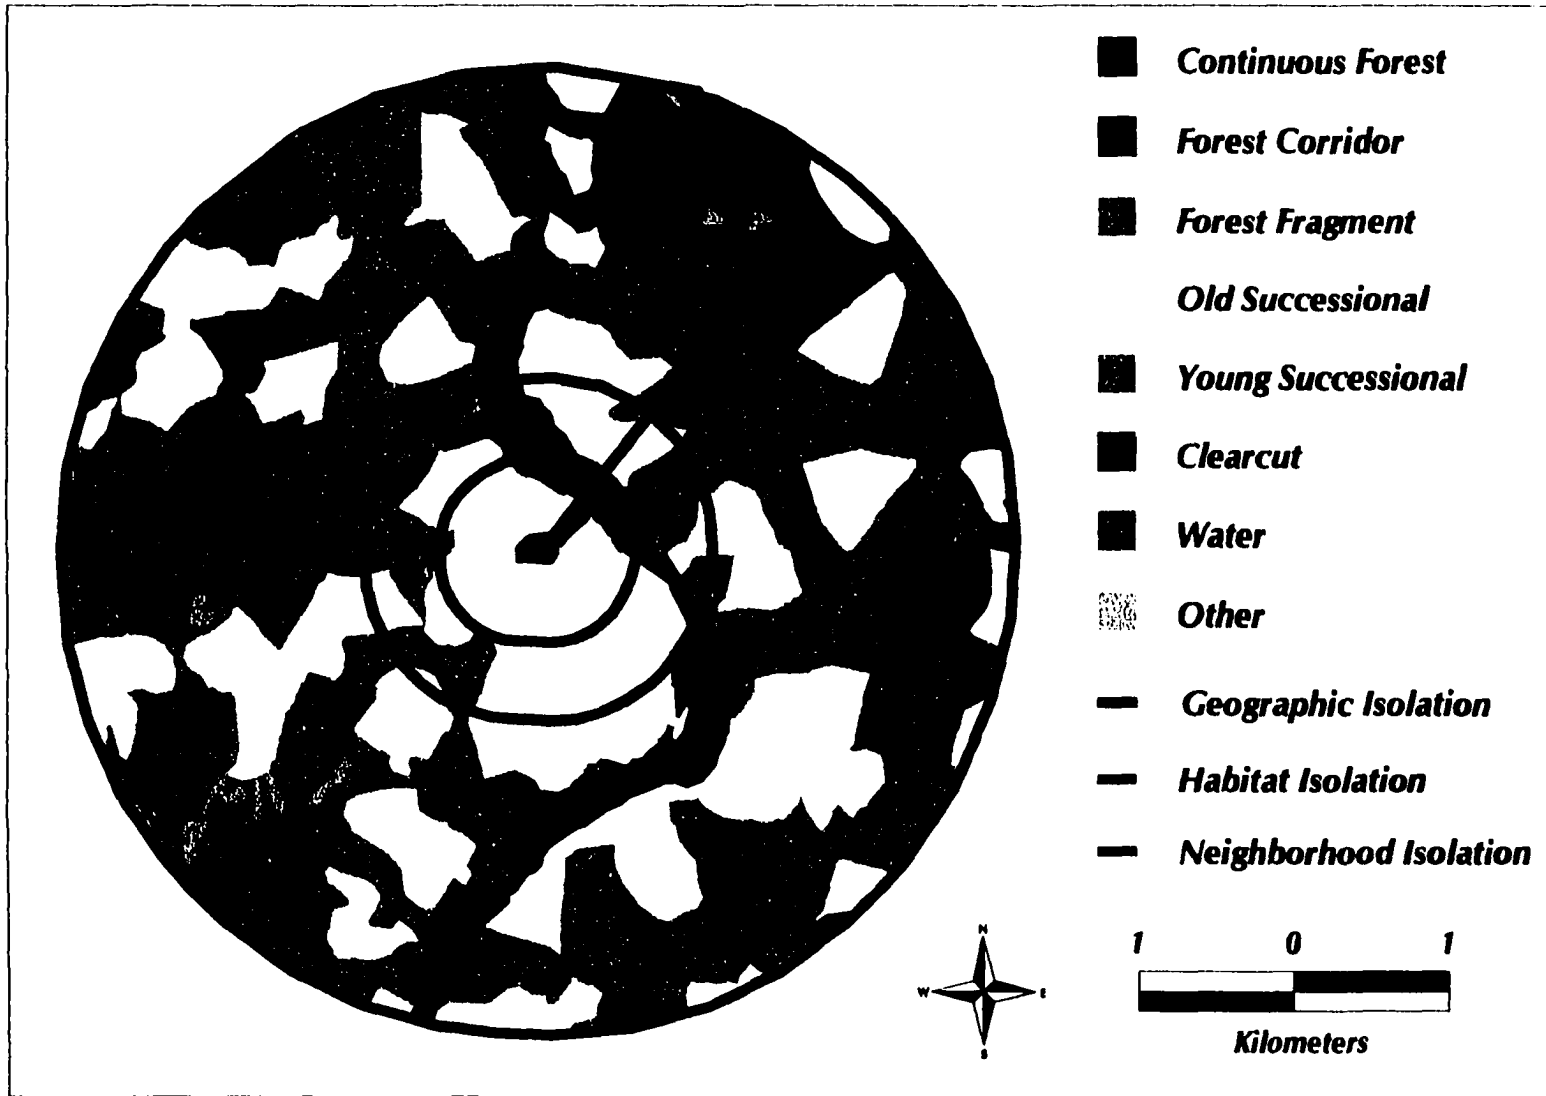 Continuous Forest
Forest Corridor
Forest Fragment
Old Successional
Young Successional
Clearcut
Water
Other
Geographic Isolation
Habitat Isolation
Neighborhood Isolation
N
W E
S
1 0 1
Kilometers